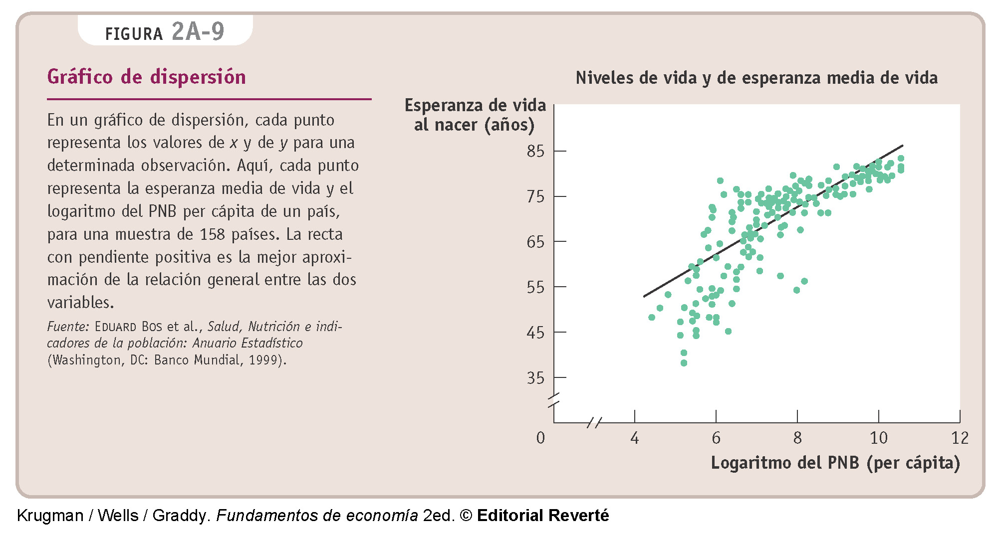 FIGURA 2A-9
Gráfico de dispersión
En un gráfico de dispersión, cada punto
representa los valores de x y de y para una
determinada observación. Aquí, cada punto
representa la esperanza media de vida y el
logaritmo del PNB per cápita de un país,
para una muestra de 158 países. La recta
con pendiente positiva es la mejor aproxi-
mación de la relación general entre las dos
variables.
Fuente: EDUARD BOS et al., Salud, Nutrición e indi-
cadores de la población: Anuario Estadístico
(Washington, DC: Banco Mundial, 1999).
Niveles de vida y de esperanza media de vida
Esperanza de vida
al nacer (años)
85
75
65
55
45
35
0 4 6 8 10 12
Logaritmo del PNB (per cápita)
Krugman / Wells / Graddy. Fundamentos de economía 2ed. © Editorial Reverté